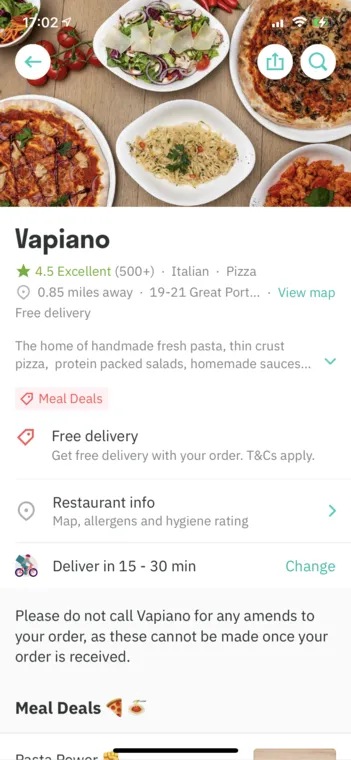 17:02
Vapiano
4.5 Excellent (500+) · Italian · Pizza
0.85 miles away · 19-21 Great Port... · View map
Free delivery
The home of handmade fresh pasta, thin crust
pizza, protein packed salads, homemade sauces...
Meal Deals
Free delivery
Get free delivery with your order. T&Cs apply.
Restaurant info
Map, allergens and hygiene rating
Deliver in 15 - 30 min Change
Please do not call Vapiano for any amends to
your order, as these cannot be made once your
order is received.
Meal Deals 🍕 🍝
Pasta Power